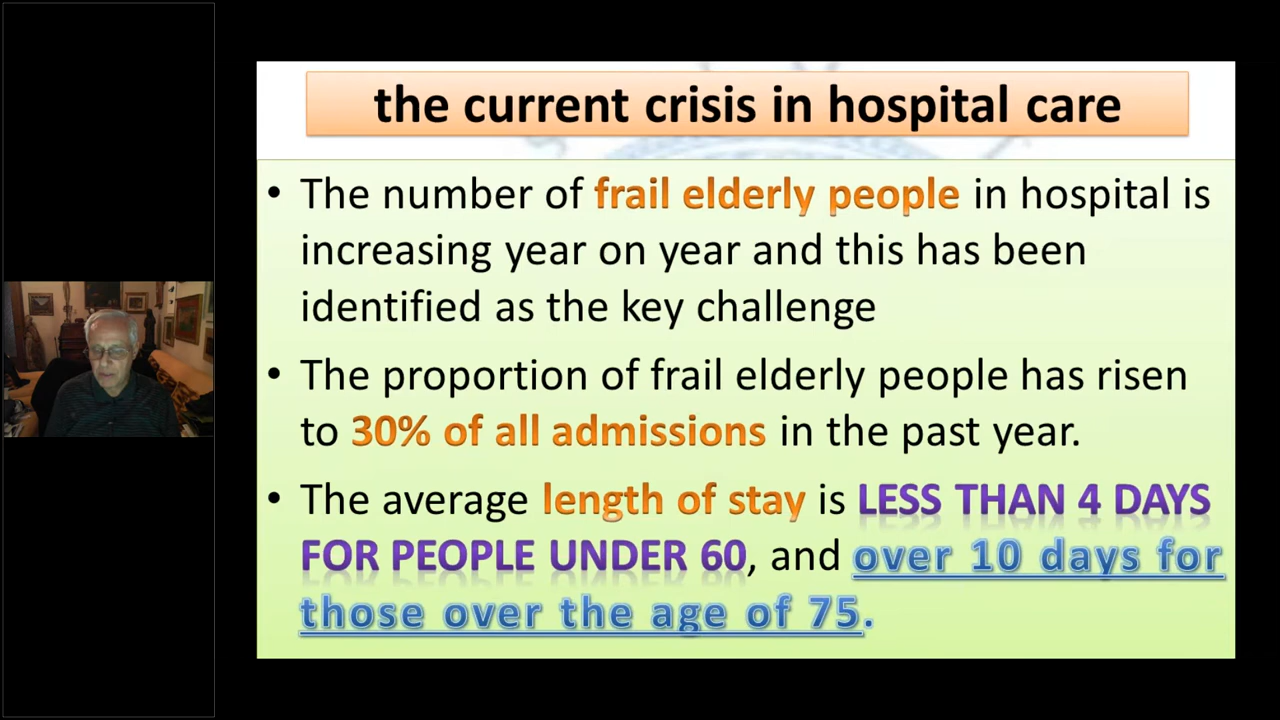 the current crisis in hospital care
• The number of frail elderly people in hospital is
increasing year on year and this has been
identified as the key challenge
• The proportion of frail elderly people has risen
to 30% of all admissions in the past year.
• The average length of stay is LESS THAN 4 DAYS
FOR PEOPLE UNDER 60, and over 10 days for
those over the age of 75.